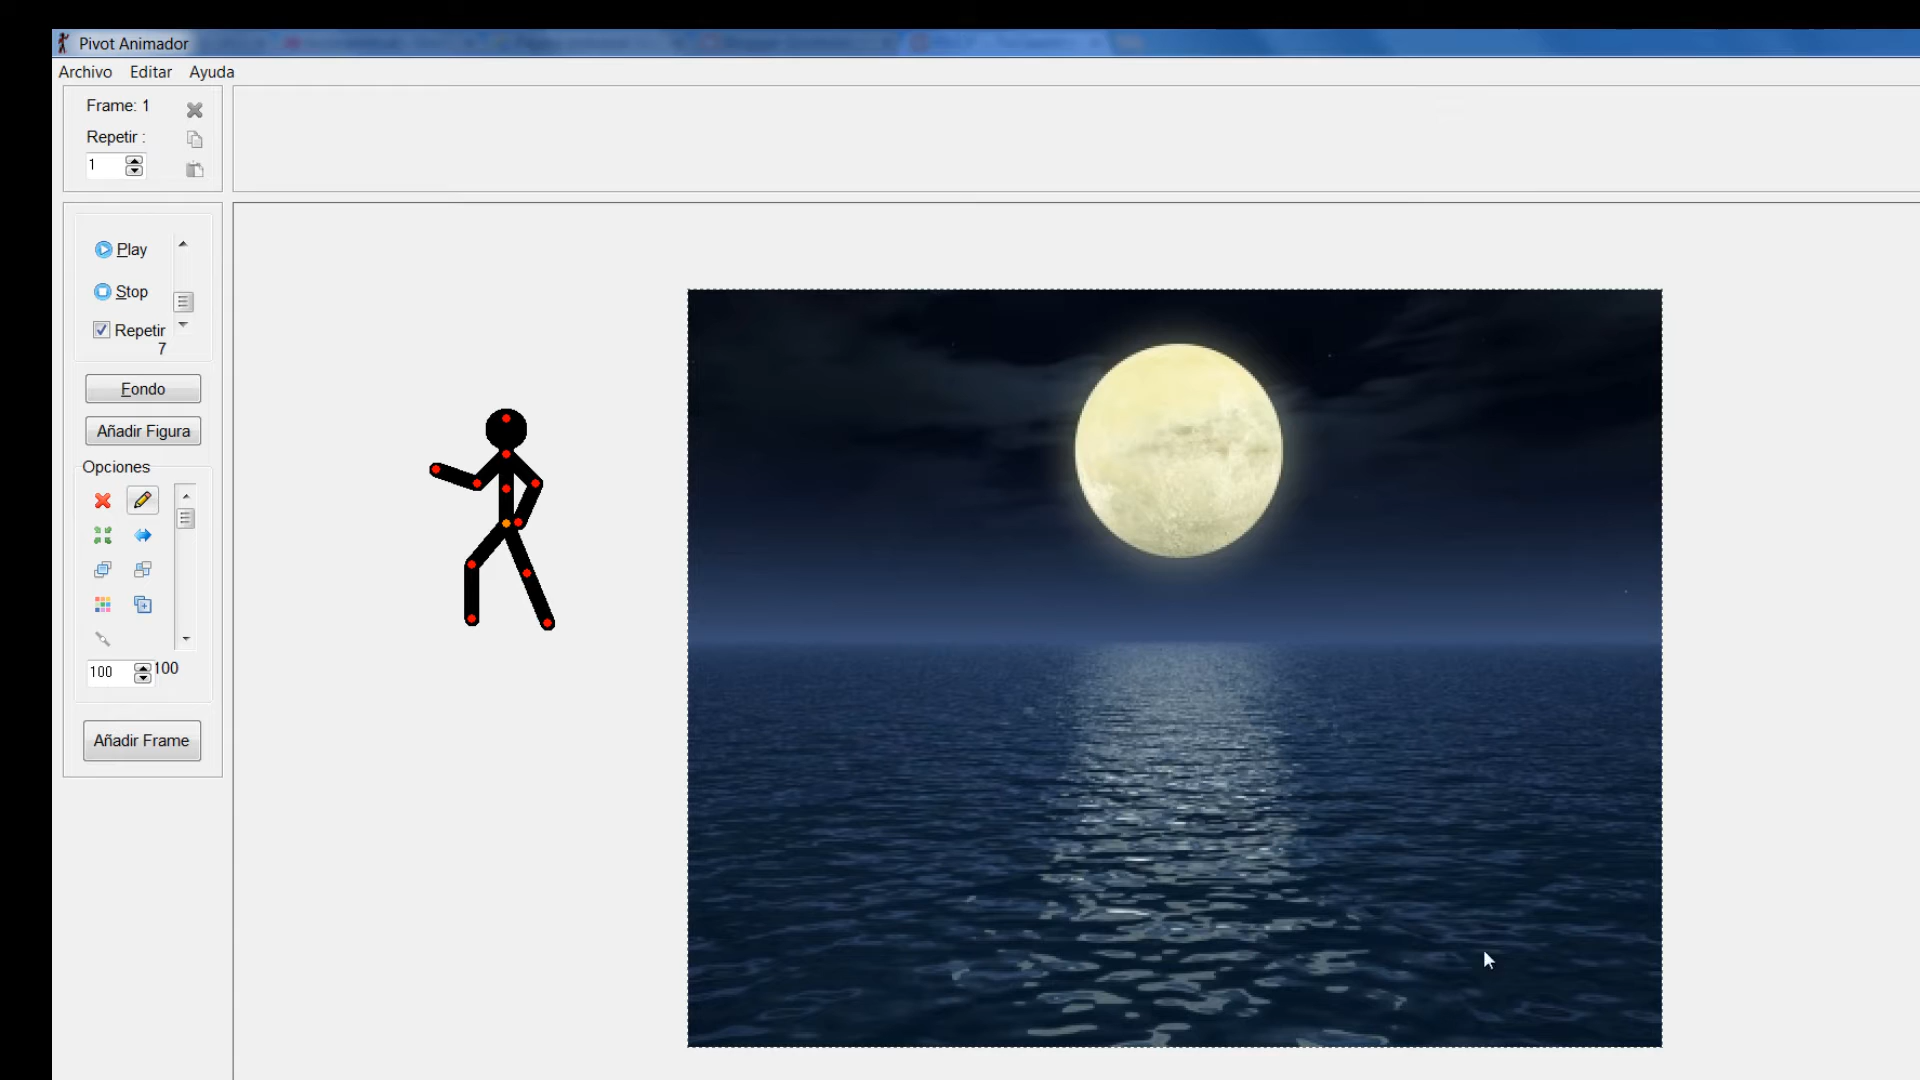 Pivot Animador
Archivo Editar Ayuda
Frame: 1
Repetir :
1
Play
Stop
Repetir
7
Fondo
Añadir Figura
Opciones
100 100
Añadir Frame